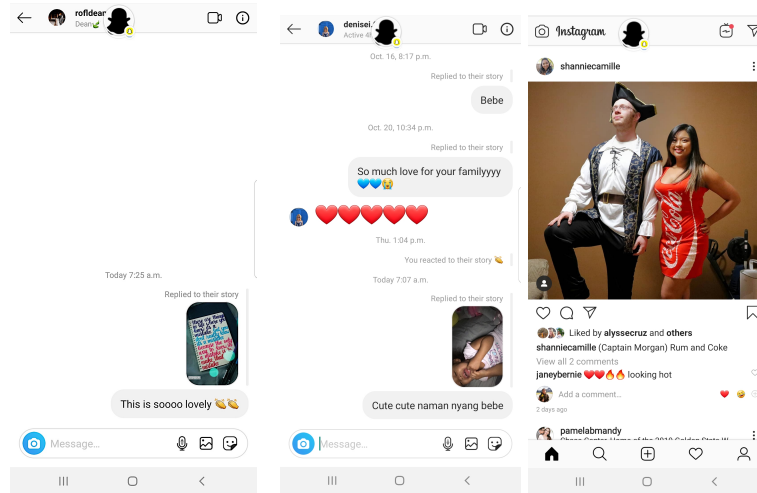 rofldean
Dean
Today 7:25 a.m.
Replied to their story
This is soooo lovely 👏👏
Message...
denisei.
Active 4
Oct. 16, 8:17 p.m.
Replied to their story
Bebe
Oct. 20, 10:34 p.m.
Replied to their story
So much love for your familyyyy
💙💙😭
❤️❤️❤️❤️❤️
Thu. 1:04 p.m.
You reacted to their story 👏
Today 7:07 a.m.
Replied to their story
Cute cute naman nyang bebe
Message...
Instagram
shanniecamille
Coca-Cola
Liked by alyssecruz and others
shanniecamille (Captain Morgan) Rum and Coke
View all 2 comments
janeybernie ❤️❤️🔥🔥 looking hot
Add a comment...
2 days ago
pamelabmandy